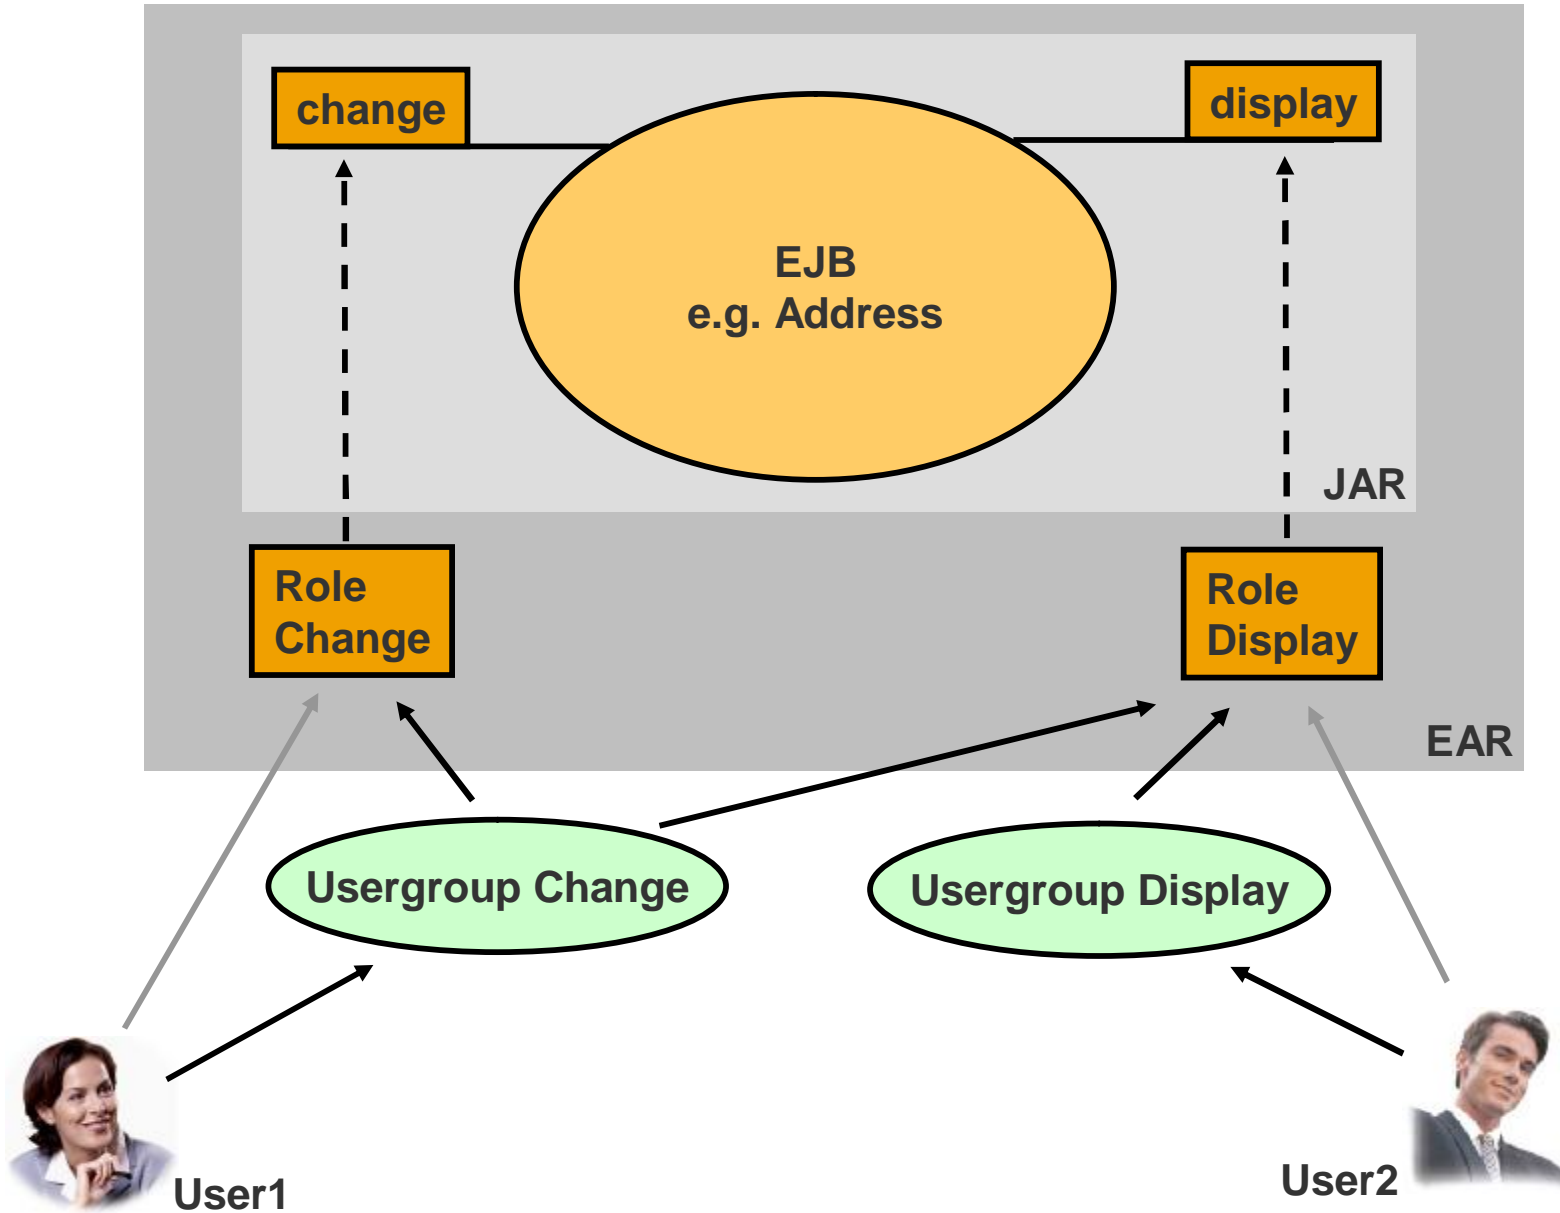 change
display
EJB
e.g. Address
JAR
Role
Change
Role
Display
EAR
Usergroup Change
Usergroup Display
User1
User2